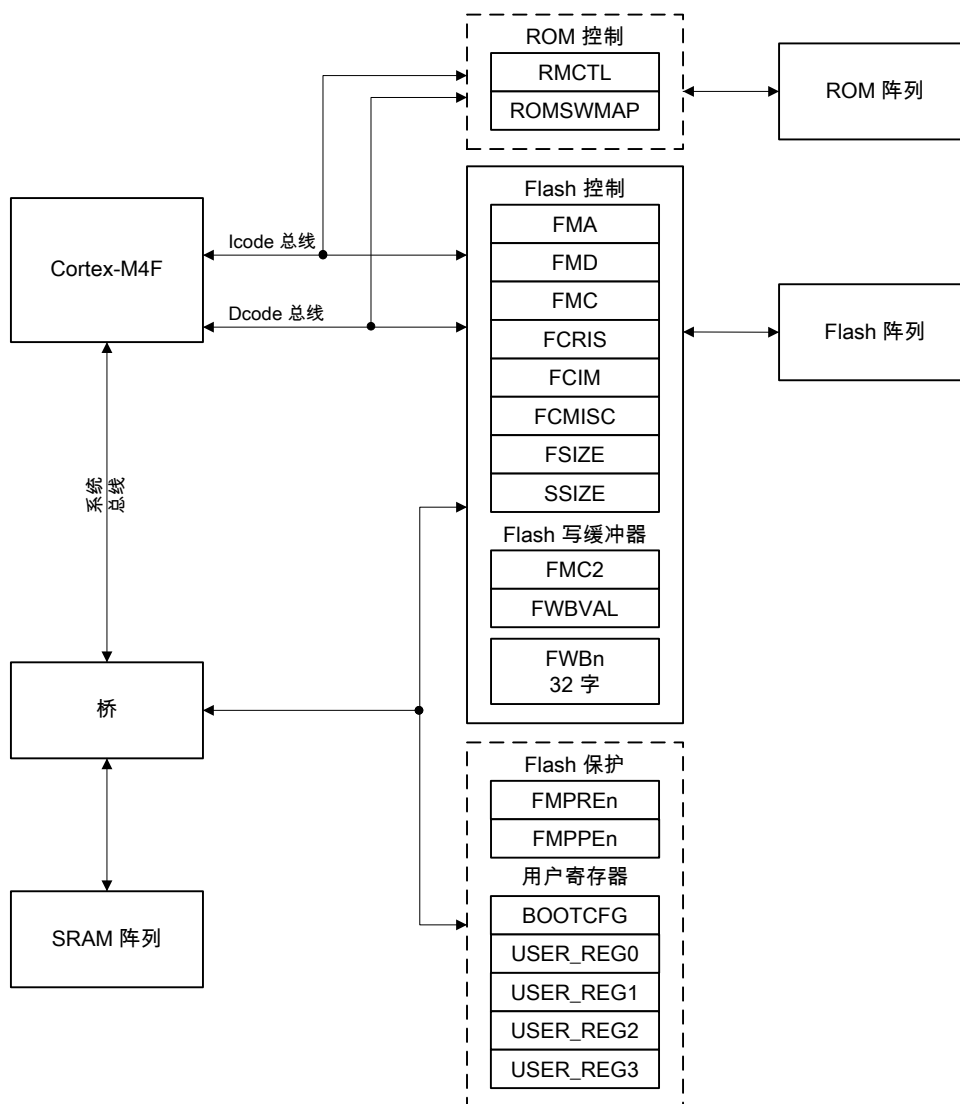 ROM 控制
RMCTL
ROMSWMAP
ROM 阵列
Flash 控制
FMA
FMD
FMC
FCRIS
FCIM
FCMISC
FSIZE
SSIZE
Flash 写缓冲器
FMC2
FWBVAL
FWBn
32 字
Cortex-M4F
Icode 总线
Dcode 总线
Flash 阵列
系统
总线
桥
SRAM 阵列
Flash 保护
FMPREn
FMPPEn
用户寄存器
BOOTCFG
USER_REG0
USER_REG1
USER_REG2
USER_REG3